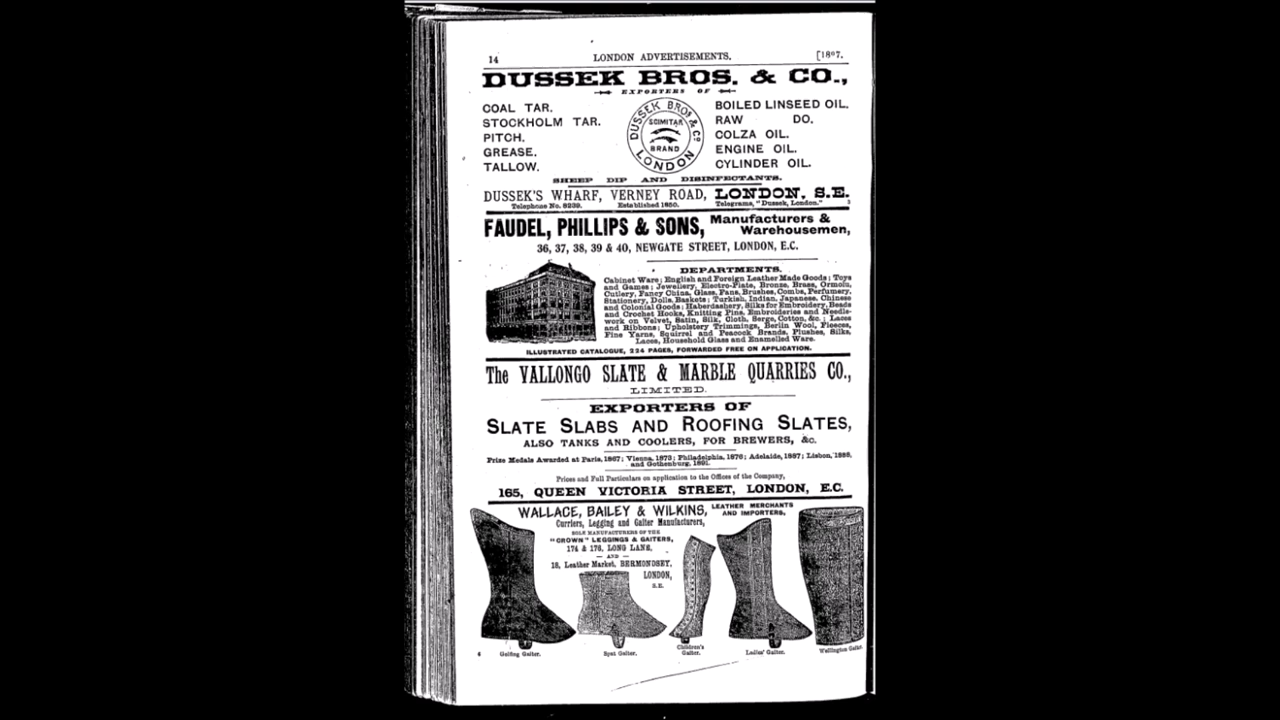 14 LONDON ADVERTISEMENTS. [1897.
DUSSEK BROS. & CO.,
EXPORTERS OF
COAL TAR.
STOCKHOLM TAR.
PITCH.
GREASE.
TALLOW.
DUSSEK BROS & Co
SCIMITAR
BRAND
LONDON
BOILED LINSEED OIL.
RAW DO.
COLZA OIL.
ENGINE OIL.
CYLINDER OIL.
SHEEP DIP AND DISINFECTANTS.
DUSSEK'S WHARF, VERNEY ROAD, LONDON, S.E.
Telephone No. 8239. Established 1850. Telegrams, "Dussek, London." 3
FAUDEL, PHILLIPS & SONS, Manufacturers &
Warehousemen,
36, 37, 38, 39 & 40, NEWGATE STREET, LONDON, E.C.
DEPARTMENTS.
Cabinet Ware; English and Foreign Leather Made Goods; Toys
and Games; Jewellery, Electro-Plate, Bronze, Brass, Ormolu,
Cutlery, Fancy China, Glass, Fans, Brushes, Combs, Perfumery,
Stationery, Dolls, Baskets; Turkish, Indian, Japanese, Chinese
and Colonial Goods; Haberdashery, Silks for Embroidery, Beads
and Crochet Hooks, Knitting Pins, Embroideries and Needle-
work on Velvet, Satin, Silk, Cloth, Serge, Cotton, &c.; Laces
and Ribbons; Upholstery Trimmings, Berlin Wool, Fleeces,
Fine Yarns, Squirrel and Peacock Brands, Plushes, Silks,
Laces, Household Glass and Enamelled Ware.
ILLUSTRATED CATALOGUE, 224 PAGES, FORWARDED FREE ON APPLICATION.
The VALLONGO SLATE & MARBLE QUARRIES CO.,
LIMITED.
EXPORTERS OF
SLATE SLABS AND ROOFING SLATES,
ALSO TANKS AND COOLERS, FOR BREWERS, &c.
Prize Medals Awarded at Paris, 1867; Vienna, 1873; Philadelphia, 1876; Adelaide, 1887; Lisbon, 1888,
and Gothenburg, 1891.
Prices and Full Particulars on application to the Offices of the Company,
165, QUEEN VICTORIA STREET, LONDON, E.C.
WALLACE, BAILEY & WILKINS, LEATHER MERCHANTS
AND IMPORTERS,
Curriers, Legging and Gaiter Manufacturers,
SOLE MANUFACTURERS OF THE
"CROWN" LEGGINGS & GAITERS,
174 & 176, LONG LANE,
— AND —
18, Leather Market, BERMONDSEY,
LONDON,
S.E.
6 Golfing Gaiter. Spat Gaiter. Children's
Gaiter. Ladies' Gaiter. Wellington Gaiter